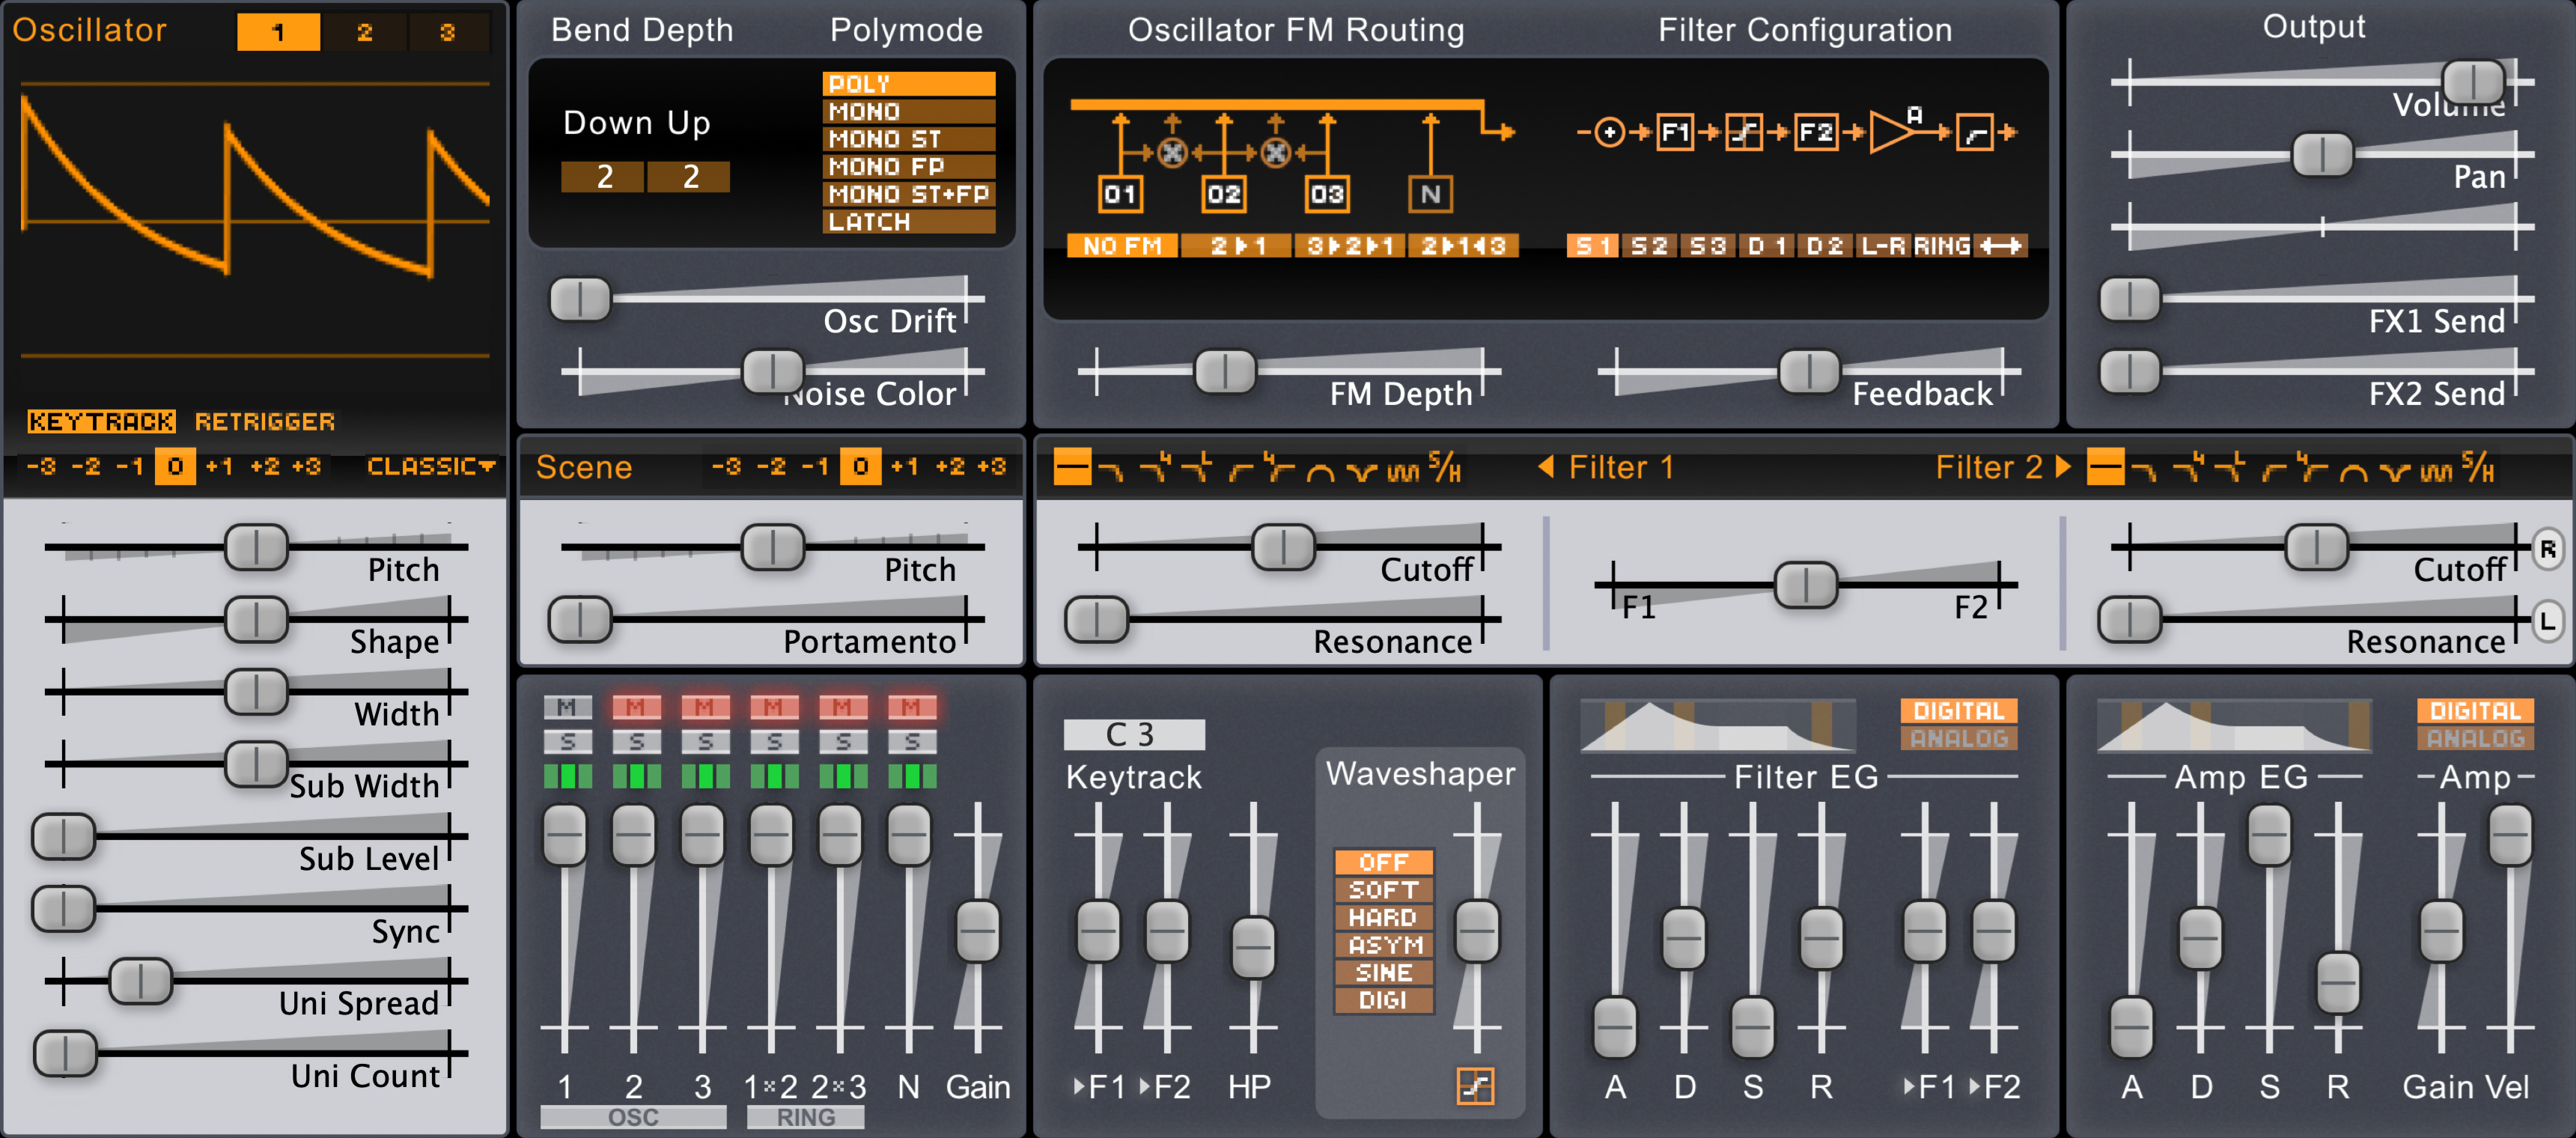 Oscillator 1 2 3
KEYTRACK RETRIGGER
-3 -2 -1 0 +1 +2 +3 CLASSIC
Pitch
Shape
Width
Sub Width
Sub Level
Sync
Uni Spread
Uni Count
Bend Depth Polymode
Down Up
2 2
POLY
MONO
MONO ST
MONO FP
MONO ST+FP
LATCH
Osc Drift
Noise Color
Oscillator FM Routing Filter Configuration
O1 O2 O3 N
F1 F2 A
NO FM 2▶1 3▶2▶1 2▶1◀3
S1 S2 S3 D1 D2 L-R RING
FM Depth Feedback
Output
Volume
Pan
FX1 Send
FX2 Send
Scene -3 -2 -1 0 +1 +2 +3
Pitch
Portamento
4 4 S/H ◀ Filter 1 Filter 2 ▶ 4 4 S/H
Cutoff
Resonance
F1 F2
Cutoff R
Resonance L
M M M M M M
S S S S S S
1 2 3 1×2 2×3 N Gain
OSC RING
C 3
Keytrack
▸F1 ▸F2 HP
Waveshaper
OFF
SOFT
HARD
ASYM
SINE
DIGI
DIGITAL
ANALOG
Filter EG
A D S R ▸F1 ▸F2
DIGITAL
ANALOG
Amp EG Amp
A D S R Gain Vel